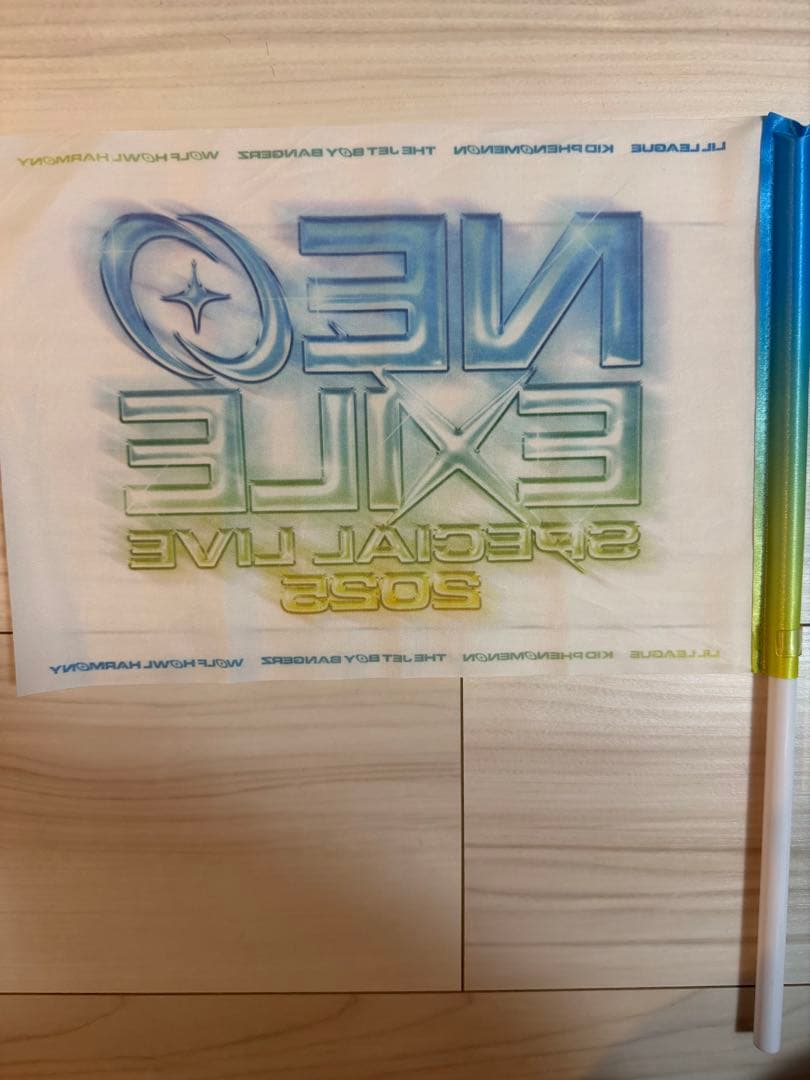 LIL LEAGUE KID PHENOMENON THE JET BOY BANGERZ WOLF HOWL HARMONY
NEO
EXILE
SPECIAL LIVE
2025
LIL LEAGUE KID PHENOMENON THE JET BOY BANGERZ WOLF HOWL HARMONY